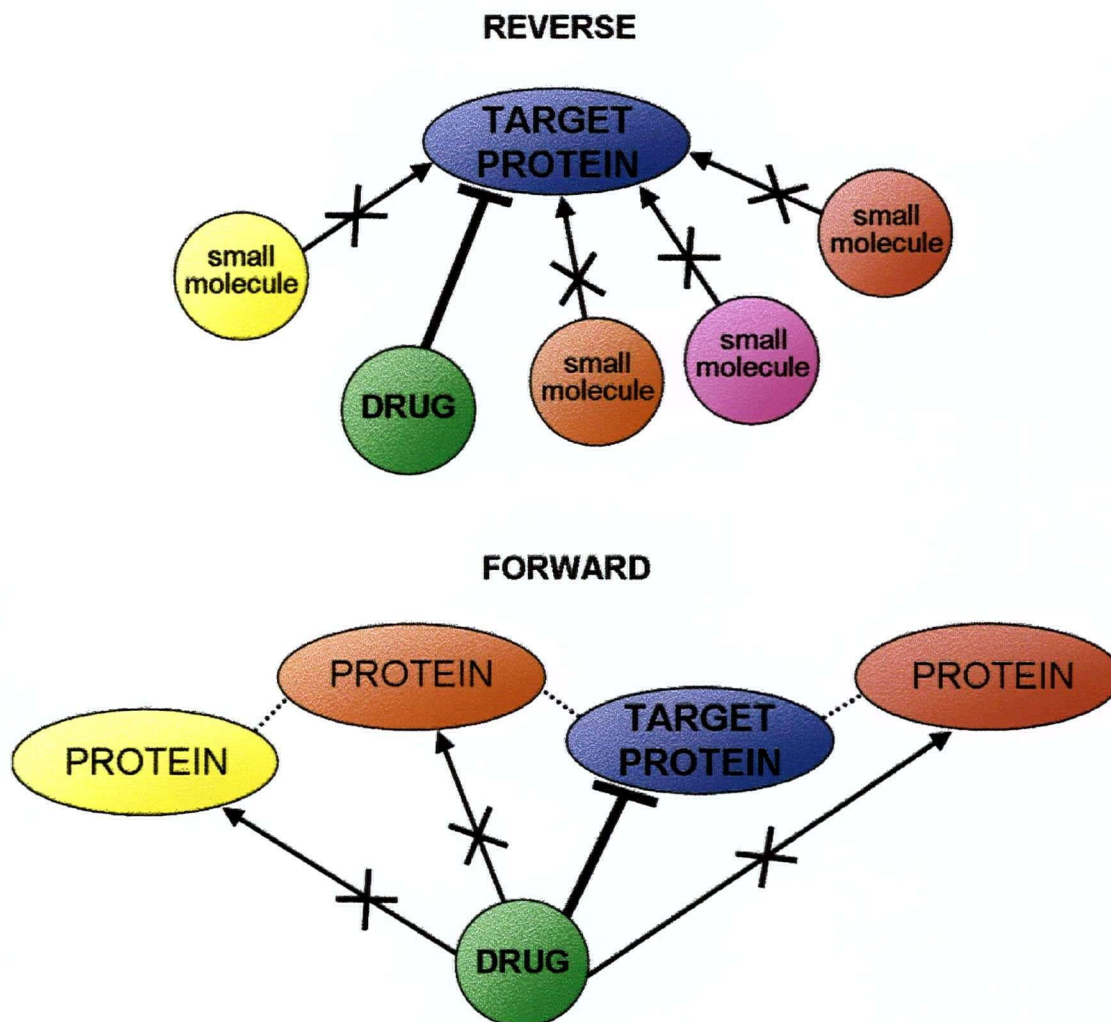 REVERSE
TARGET
PROTEIN
small
molecule
small
molecule
small
molecule
small
molecule
DRUG
FORWARD
PROTEIN
PROTEIN
TARGET
PROTEIN
PROTEIN
DRUG